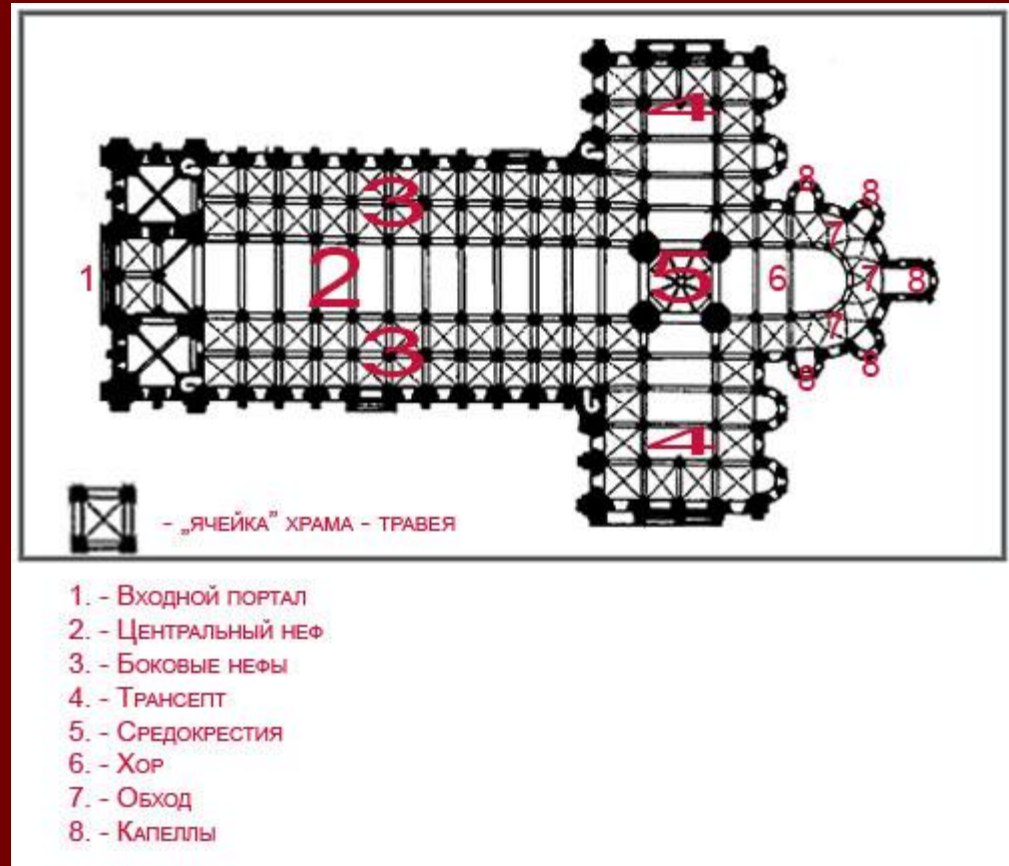 4
3
8
8
7
1
2
5
6
7
8
3
7
8
8
4
- „ЯЧЕЙКА” ХРАМА - ТРАВЕЯ
1. - ВХОДНОЙ ПОРТАЛ
2. - ЦЕНТРАЛЬНЫЙ НЕФ
3. - БОКОВЫЕ НЕФЫ
4. - ТРАНСЕПТ
5. - СРЕДОКРЕСТИЯ
6. - ХОР
7. - ОБХОД
8. - КАПЕЛЛЫ